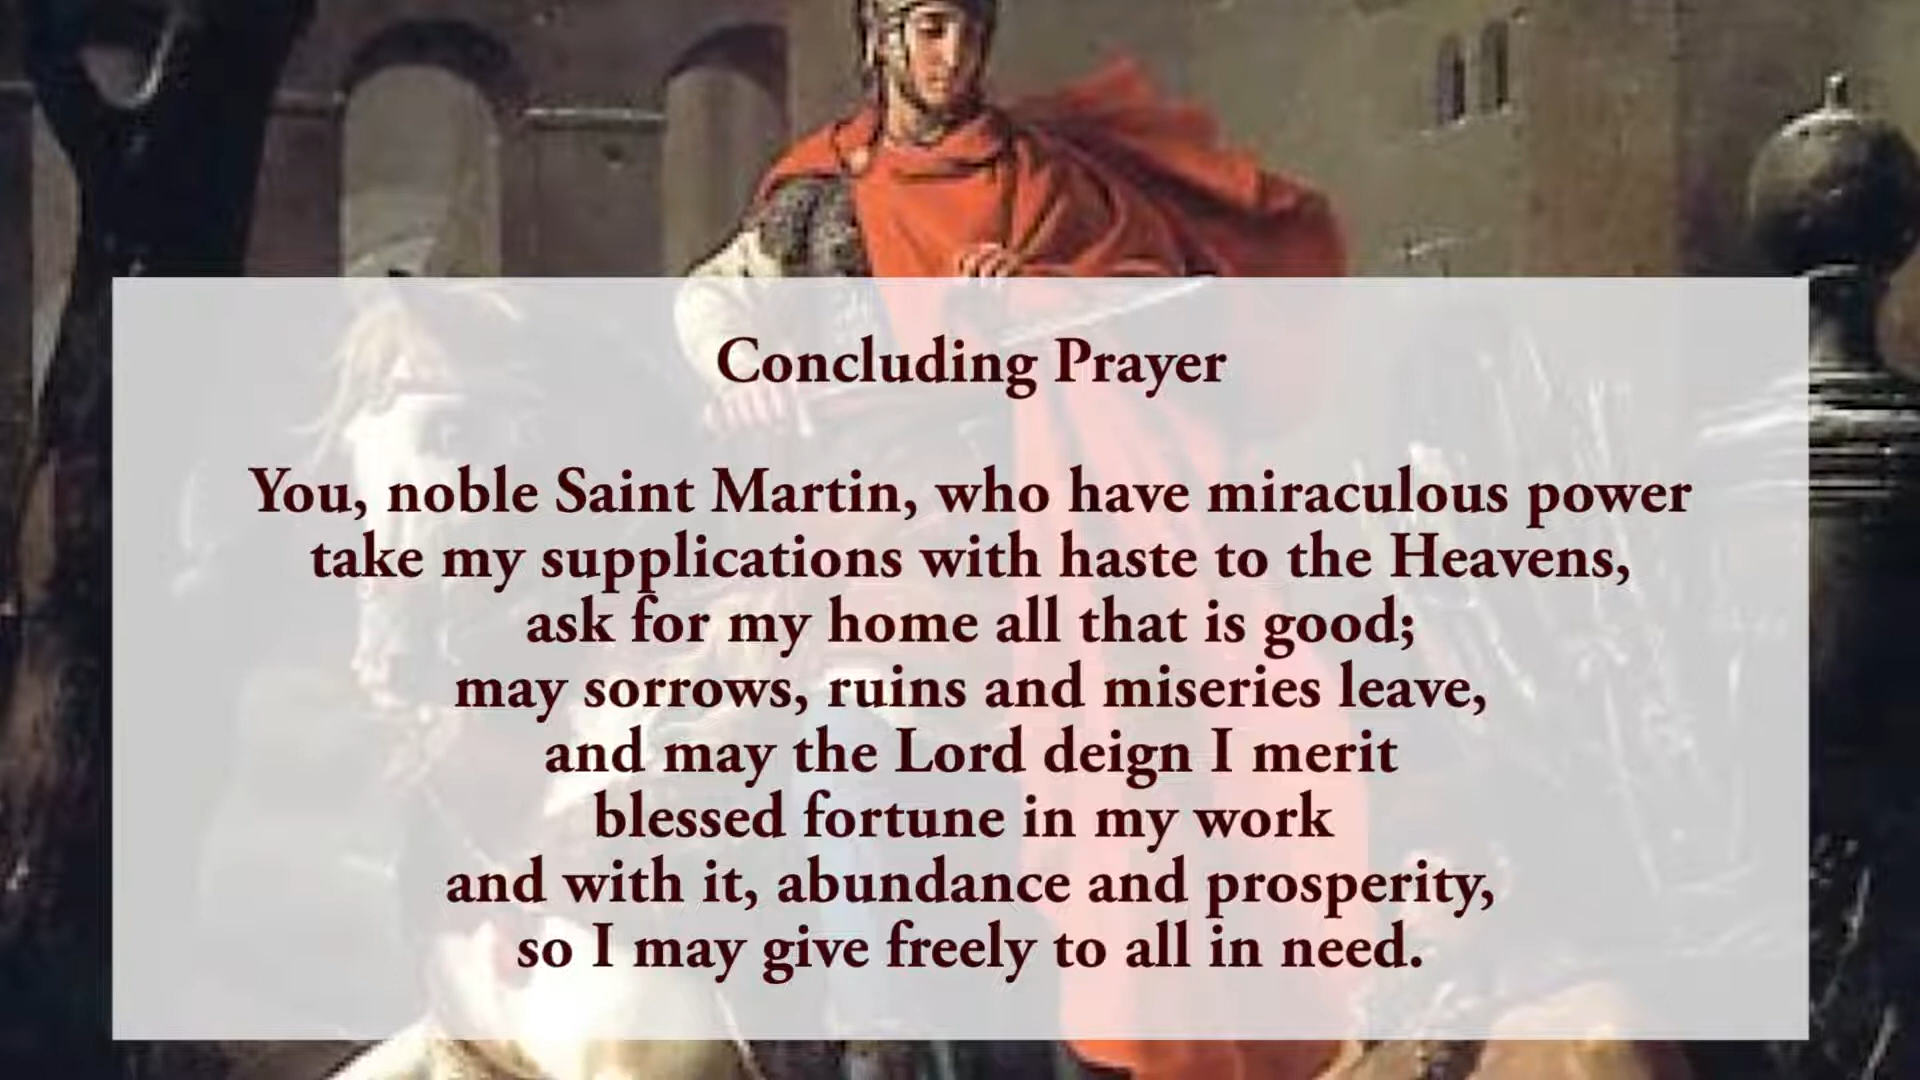 Concluding Prayer
You, noble Saint Martin, who have miraculous power
take my supplications with haste to the Heavens,
ask for my home all that is good;
may sorrows, ruins and miseries leave,
and may the Lord deign I merit
blessed fortune in my work
and with it, abundance and prosperity,
so I may give freely to all in need.